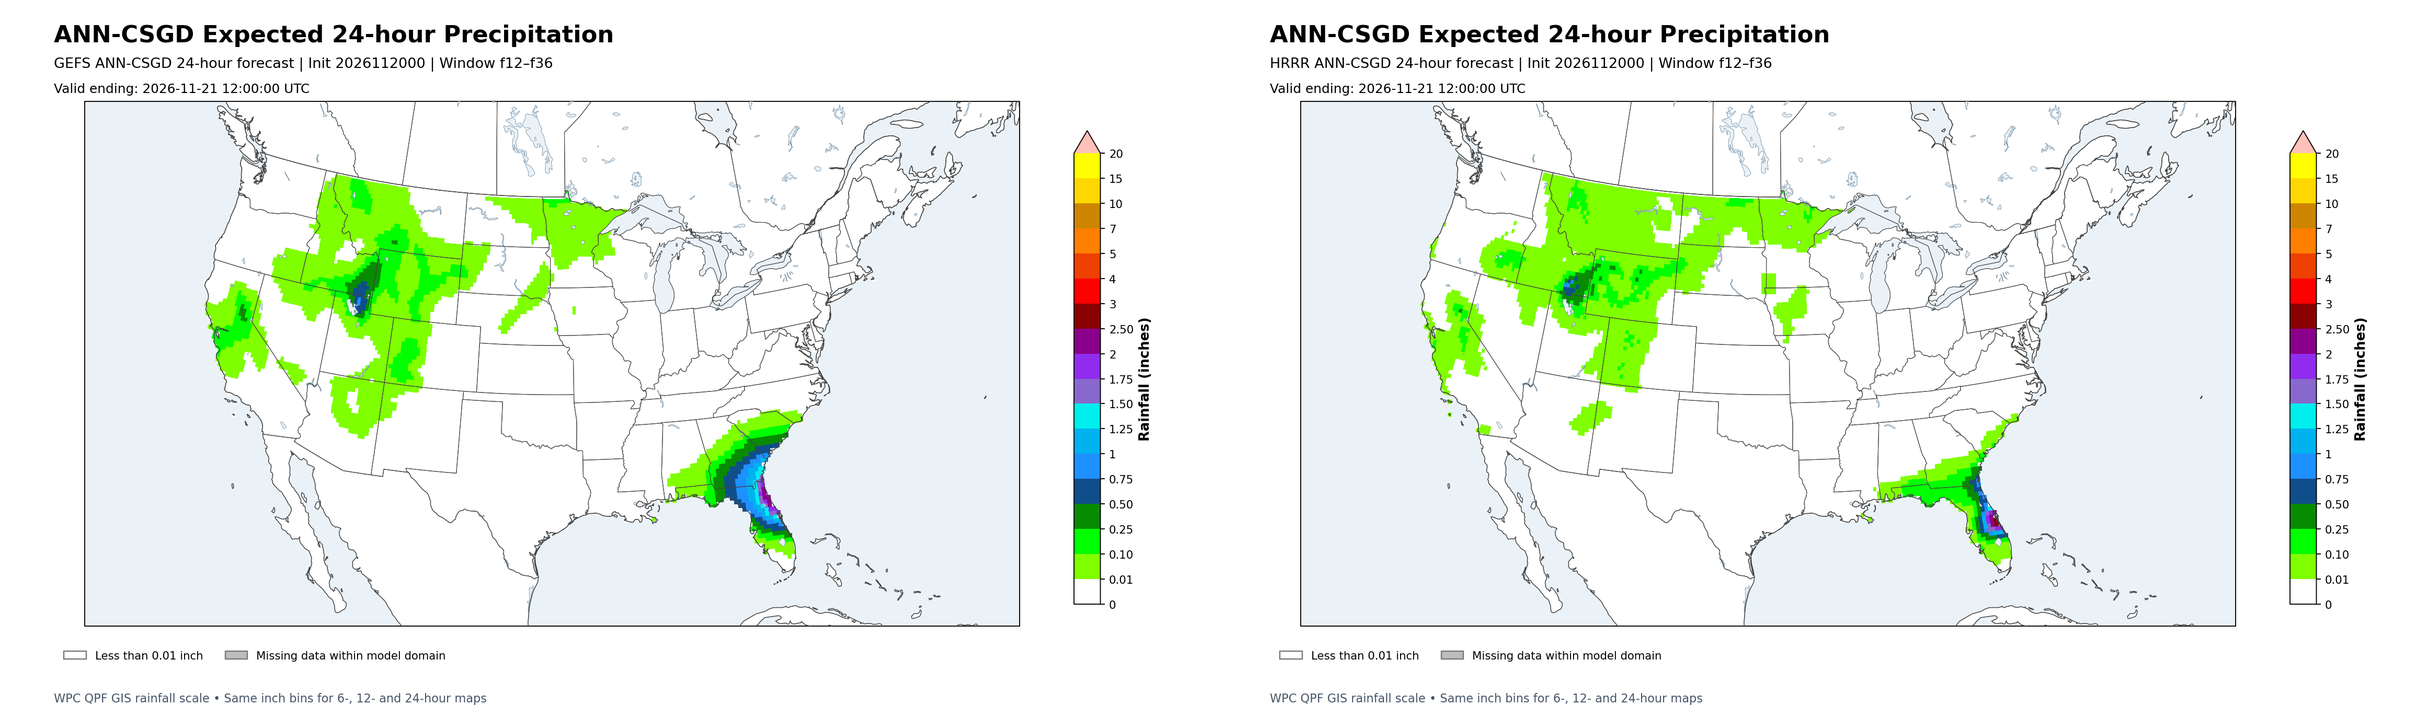 ANN-CSGD Expected 24-hour Precipitation
GEFS ANN-CSGD 24-hour forecast | Init 2026112000 | Window f12–f36
Valid ending: 2026-11-21 12:00:00 UTC
20
15
10
7
5
4
3
2.50
2
1.75
1.50
1.25
1
0.75
0.50
0.25
0.10
0.01
0
Rainfall (inches)
Less than 0.01 inch
Missing data within model domain
WPC QPF GIS rainfall scale • Same inch bins for 6-, 12- and 24-hour maps
ANN-CSGD Expected 24-hour Precipitation
HRRR ANN-CSGD 24-hour forecast | Init 2026112000 | Window f12–f36
Valid ending: 2026-11-21 12:00:00 UTC
20
15
10
7
5
4
3
2.50
2
1.75
1.50
1.25
1
0.75
0.50
0.25
0.10
0.01
0
Rainfall (inches)
Less than 0.01 inch
Missing data within model domain
WPC QPF GIS rainfall scale • Same inch bins for 6-, 12- and 24-hour maps